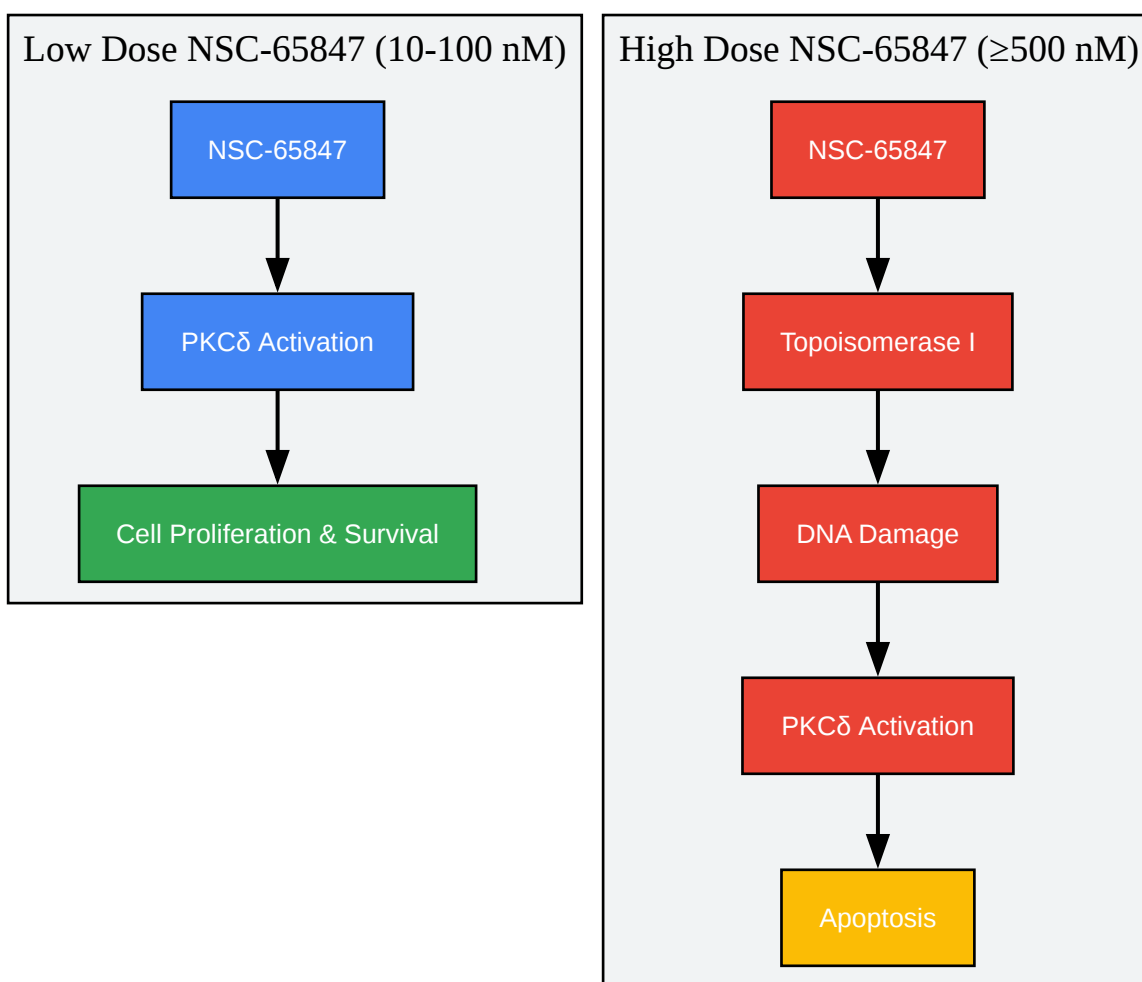 Low Dose NSC-65847 (10-100 nM)
NSC-65847
PKCδ Activation
Cell Proliferation & Survival
High Dose NSC-65847 (≥500 nM)
NSC-65847
Topoisomerase I
DNA Damage
PKCδ Activation
Apoptosis